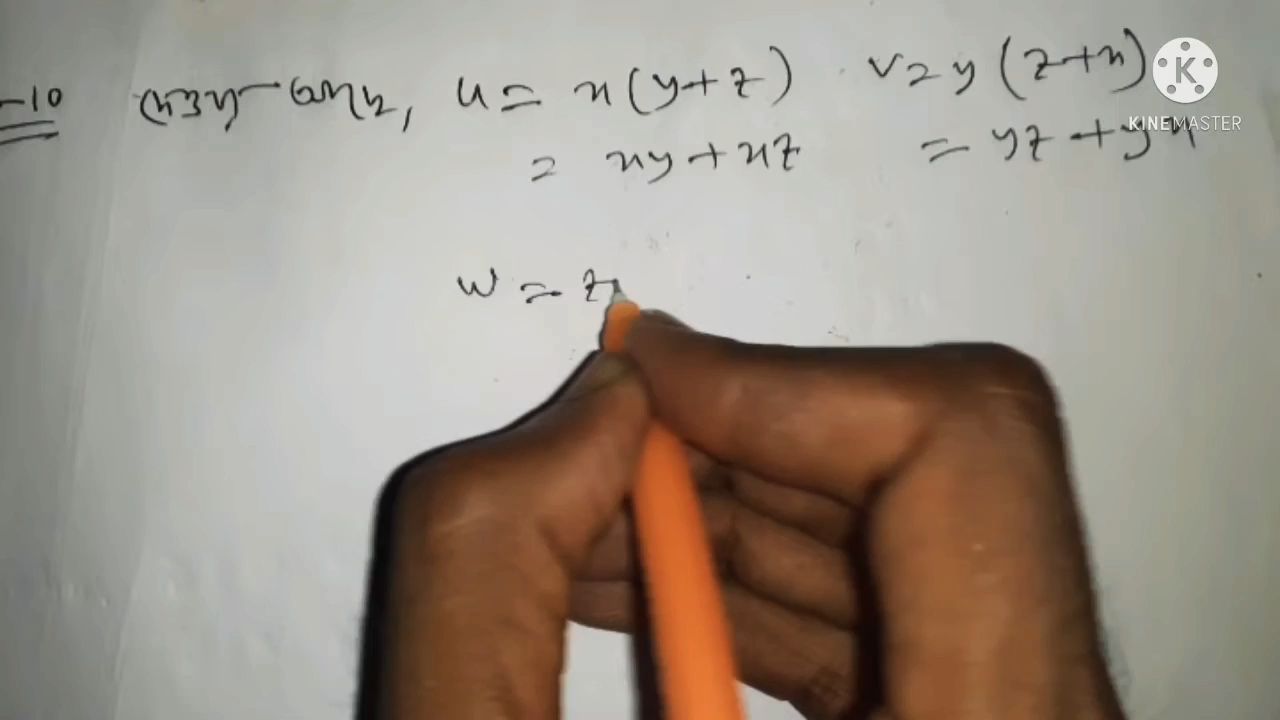 -10 দেওয়া আছে, u = x(y+z) v = y(z+x)
= xy + xz = yz + yx
w = z
KINEMASTER